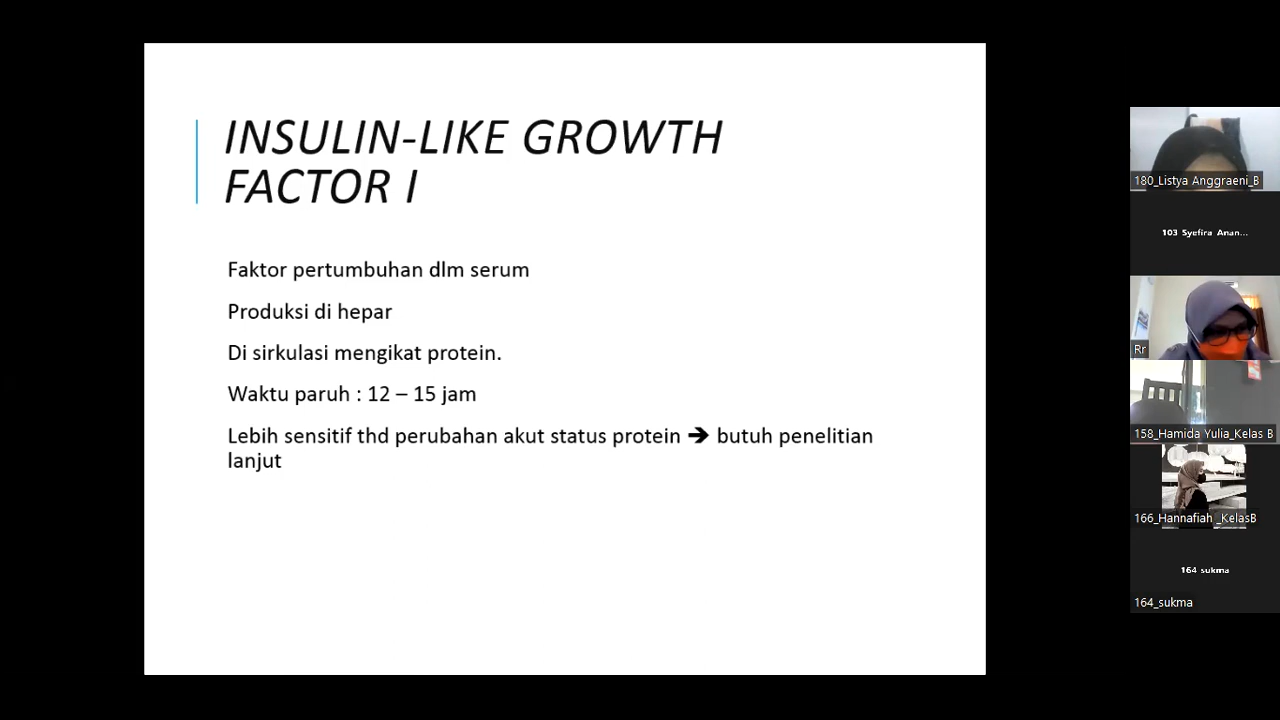 INSULIN-LIKE GROWTH
FACTOR I
Faktor pertumbuhan dlm serum
Produksi di hepar
Di sirkulasi mengikat protein.
Waktu paruh : 12 – 15 jam
Lebih sensitif thd perubahan akut status protein ➔ butuh penelitian
lanjut
180_Listya Anggraeni_B
103 Syefira Anan...
Rr
158_Hamida Yulia_Kelas B
166_Hannafiah _KelasB
164 sukma
164_sukma